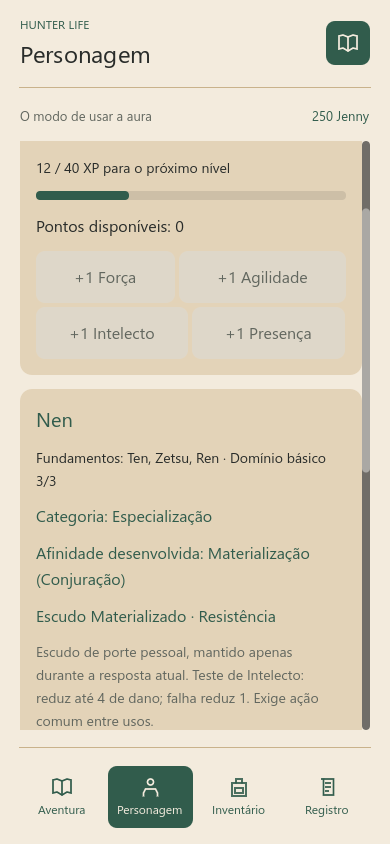 HUNTER LIFE
Personagem
O modo de usar a aura
250 Jenny
12 / 40 XP para o próximo nível
Pontos disponíveis: 0
+1 Força
+1 Agilidade
+1 Intelecto
+1 Presença
Nen
Fundamentos: Ten, Zetsu, Ren · Domínio básico
3/3
Categoria: Especialização
Afinidade desenvolvida: Materialização
(Conjuração)
Escudo Materializado · Resistência
Escudo de porte pessoal, mantido apenas
durante a resposta atual. Teste de Intelecto:
reduz até 4 de dano; falha reduz 1. Exige ação
comum entre usos.
Aventura
Personagem
Inventário
Registro